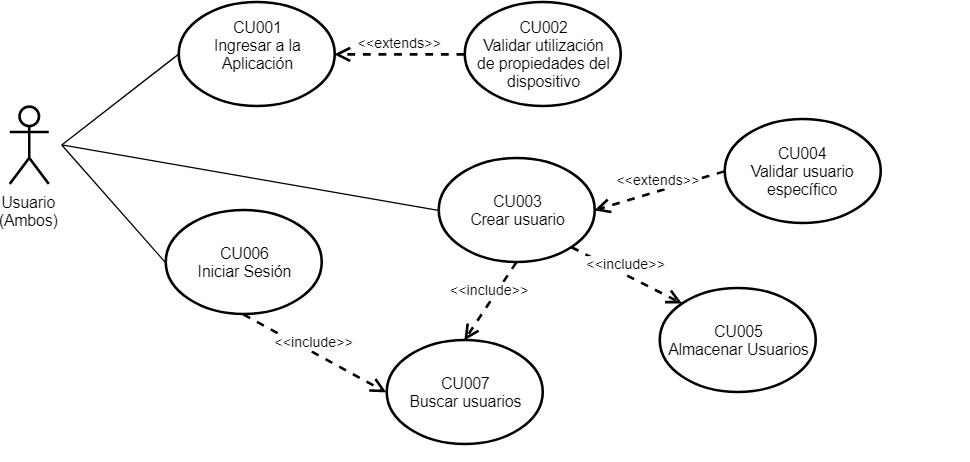 CU001
Ingresar a la
Aplicación
<<extends>>
CU002
Validar utilización
de propiedades del
dispositivo
Usuario
(Ambos)
CU003
Crear usuario
<<extends>>
CU004
Validar usuario
específico
CU006
Iniciar Sesión
<<include>>
<<include>>
<<include>>
CU005
Almacenar Usuarios
CU007
Buscar usuarios